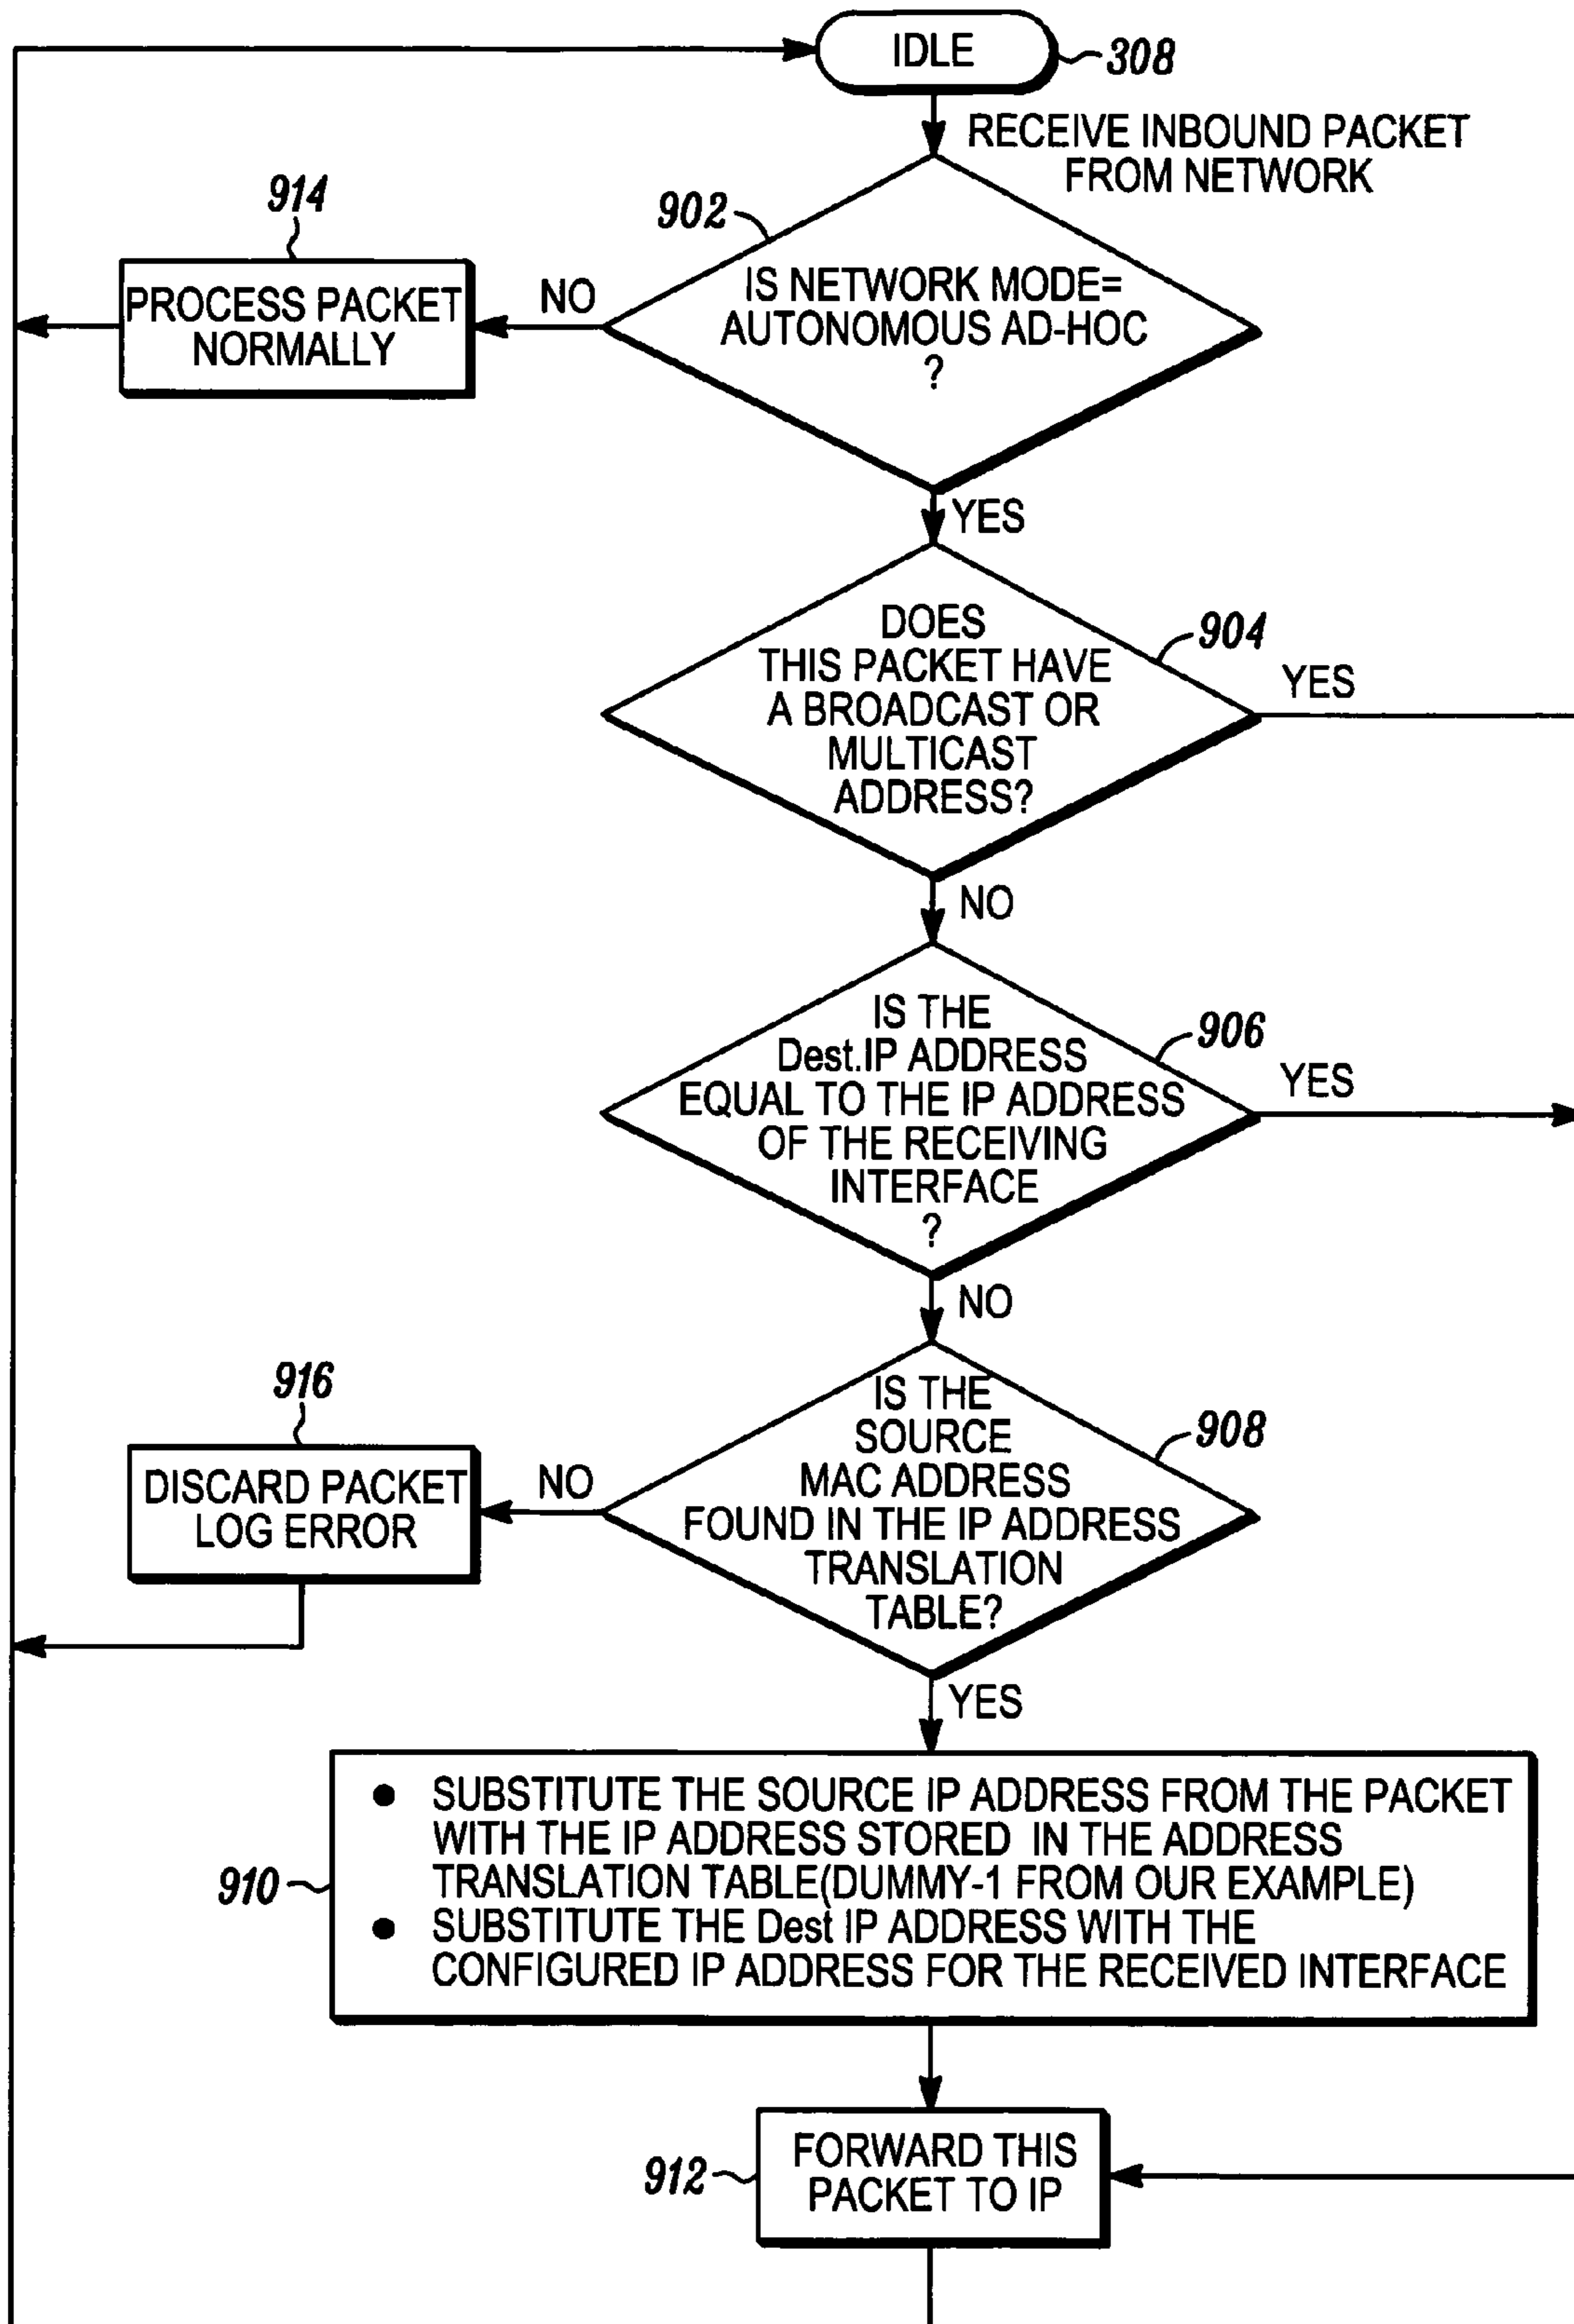 IDLE
308
RECEIVE INBOUND PACKET
FROM NETWORK
914
902
PROCESS PACKET
NORMALLY
NO
IS NETWORK MODE=
AUTONOMOUS AD-HOC
?
YES
DOES
THIS PACKET HAVE
A BROADCAST OR
MULTICAST
ADDRESS?
904
YES
NO
IS THE
Dest.IP ADDRESS
EQUAL TO THE IP ADDRESS
OF THE RECEIVING
INTERFACE
?
906
YES
NO
916
DISCARD PACKET
LOG ERROR
NO
IS THE
SOURCE
MAC ADDRESS
FOUND IN THE IP ADDRESS
TRANSLATION
TABLE?
908
YES
910
● SUBSTITUTE THE SOURCE IP ADDRESS FROM THE PACKET
WITH THE IP ADDRESS STORED IN THE ADDRESS
TRANSLATION TABLE(DUMMY-1 FROM OUR EXAMPLE)
● SUBSTITUTE THE Dest IP ADDRESS WITH THE
CONFIGURED IP ADDRESS FOR THE RECEIVED INTERFACE
912
FORWARD THIS
PACKET TO IP